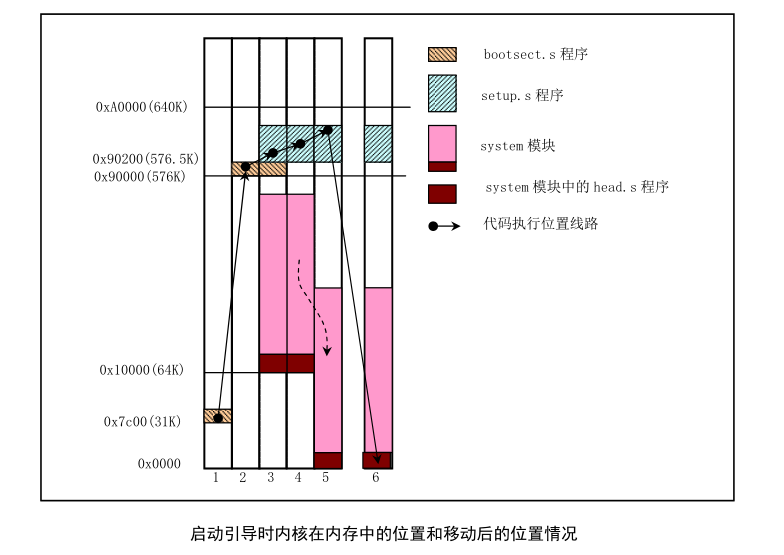 bootsect.s 程序
setup.s 程序
0xA0000(640K)
system 模块
0x90200(576.5K)
0x90000(576K)
system 模块中的 head.s 程序
代码执行位置线路
0x10000(64K)
0x7c00(31K)
0x0000
1 2 3 4 5 6
启动引导时内核在内存中的位置和移动后的位置情况